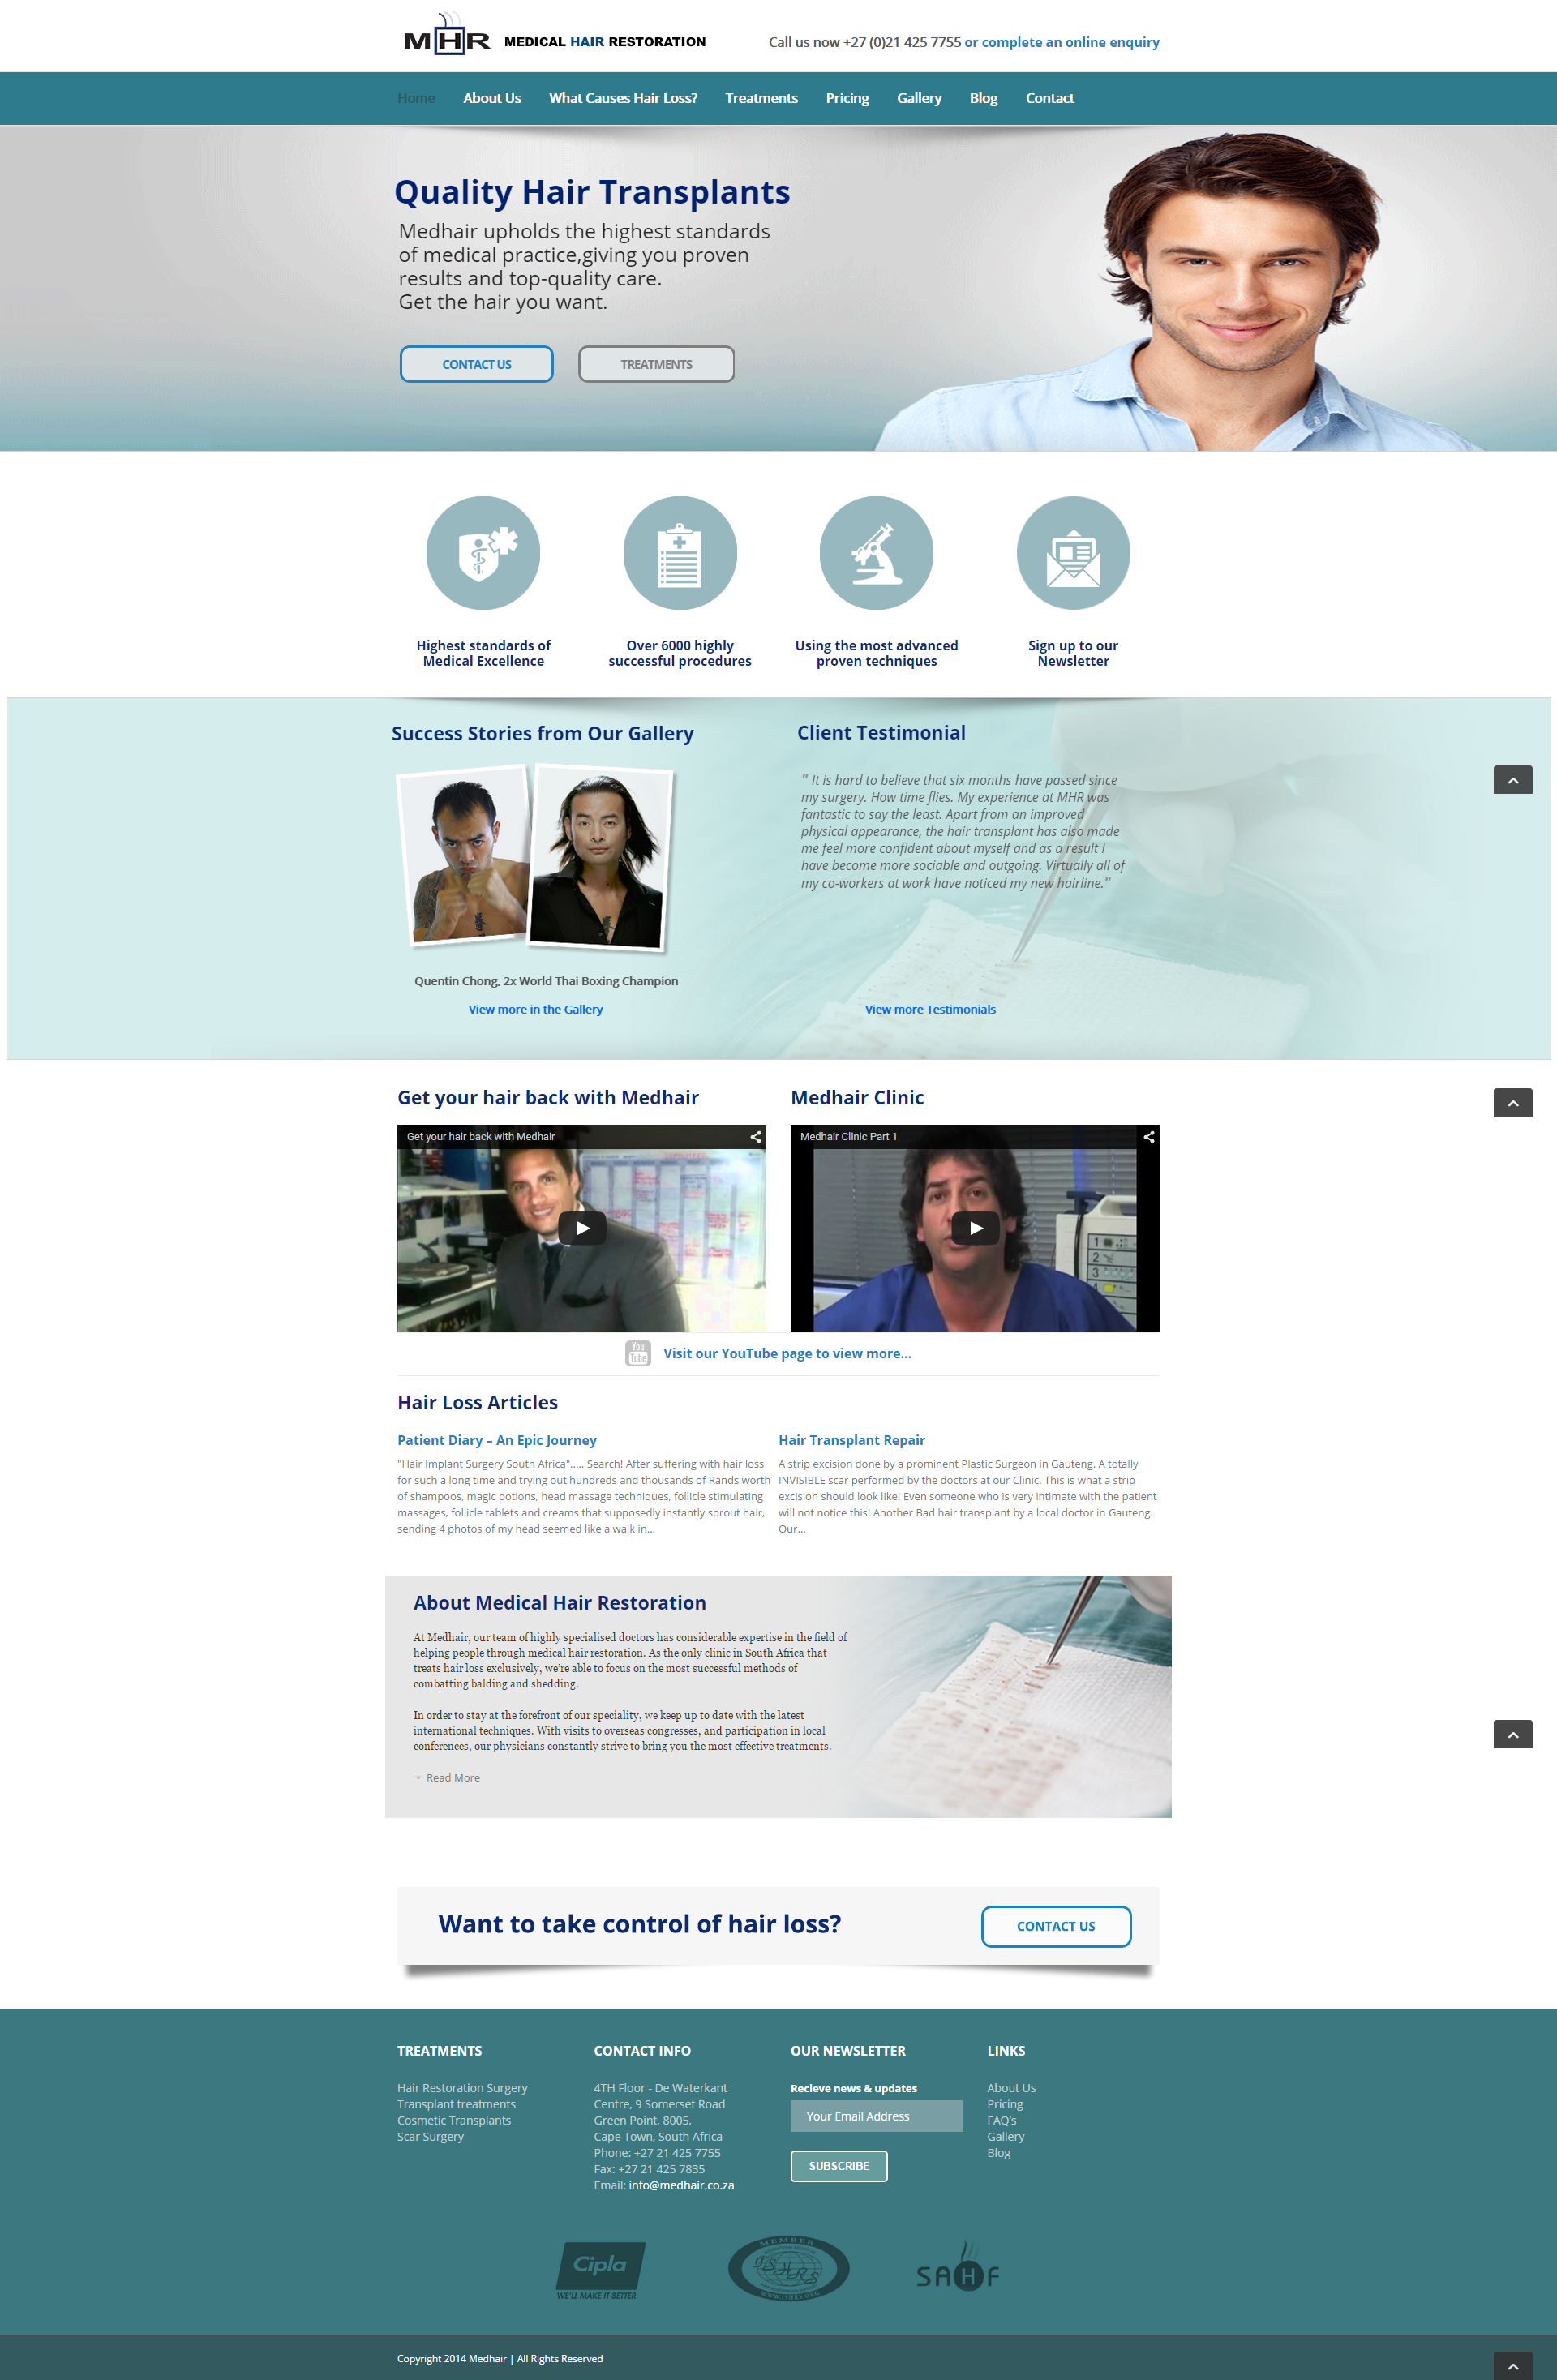 MHR MEDICAL HAIR RESTORATION
Call us now +27 (0)21 425 7755 or complete an online enquiry
Home About Us What Causes Hair Loss? Treatments Pricing Gallery Blog Contact
Quality Hair Transplants
Medhair upholds the highest standards
of medical practice,giving you proven
results and top-quality care.
Get the hair you want.
CONTACT US TREATMENTS
Highest standards of
Medical Excellence
Over 6000 highly
successful procedures
Using the most advanced
proven techniques
Sign up to our
Newsletter
Success Stories from Our Gallery
Quentin Chong, 2x World Thai Boxing Champion
View more in the Gallery
Client Testimonial
" It is hard to believe that six months have passed since
my surgery. How time flies. My experience at MHR was
fantastic to say the least. Apart from an improved
physical appearance, the hair transplant has also made
me feel more confident about myself and as a result I
have become more sociable and outgoing. Virtually all of
my co-workers at work have noticed my new hairline."
View more Testimonials
Get your hair back with Medhair
Get your hair back with Medhair
Medhair Clinic
Medhair Clinic Part 1
1
2
3
4
You
Tube
Visit our YouTube page to view more...
Hair Loss Articles
Patient Diary – An Epic Journey
"Hair Implant Surgery South Africa"..... Search! After suffering with hair loss
for such a long time and trying out hundreds and thousands of Rands worth
of shampoos, magic potions, head massage techniques, follicle stimulating
massages, follicle tablets and creams that supposedly instantly sprout hair,
sending 4 photos of my head seemed like a walk in...
Hair Transplant Repair
A strip excision done by a prominent Plastic Surgeon in Gauteng. A totally
INVISIBLE scar performed by the doctors at our Clinic. This is what a strip
excision should look like! Even someone who is very intimate with the patient
will not notice this! Another Bad hair transplant by a local doctor in Gauteng.
Our...
About Medical Hair Restoration
At Medhair, our team of highly specialised doctors has considerable expertise in the field of
helping people through medical hair restoration. As the only clinic in South Africa that
treats hair loss exclusively, we're able to focus on the most successful methods of
combatting balding and shedding.
In order to stay at the forefront of our speciality, we keep up to date with the latest
international techniques. With visits to overseas congresses, and participation in local
conferences, our physicians constantly strive to bring you the most effective treatments.
Read More
Want to take control of hair loss?
CONTACT US
TREATMENTS
Hair Restoration Surgery
Transplant treatments
Cosmetic Transplants
Scar Surgery
CONTACT INFO
4TH Floor - De Waterkant
Centre, 9 Somerset Road
Green Point, 8005,
Cape Town, South Africa
Phone: +27 21 425 7755
Fax: +27 21 425 7835
Email: info@medhair.co.za
OUR NEWSLETTER
Recieve news & updates
Your Email Address
SUBSCRIBE
LINKS
About Us
Pricing
FAQ's
Gallery
Blog
Cipla
WE'LL MAKE IT BETTER
MEMBER
ISHRS
WWW.ISHRS.ORG
SAHF
Copyright 2014 Medhair | All Rights Reserved